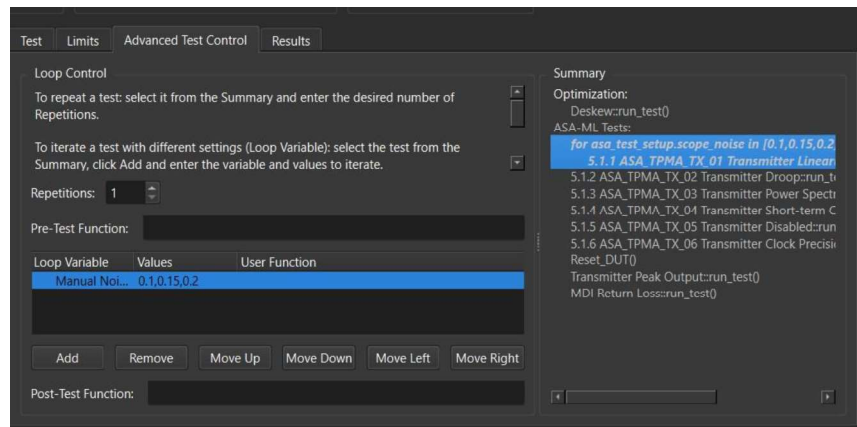 Test Limits Advanced Test Control Results
Loop Control
To repeat a test: select it from the Summary and enter the desired number of
Repetitions.
To iterate a test with different settings (Loop Variable): select the test from the
Summary, click Add and enter the variable and values to iterate.
Repetitions: 1
Pre-Test Function:
Loop Variable Values User Function
Manual Noi... 0.1,0.15,0.2
Add Remove Move Up Move Down Move Left Move Right
Post-Test Function:
Summary
Optimization:
Deskew::run_test()
ASA-ML Tests:
for asa_test_setup.scope_noise in [0.1,0.15,0.2
5.1.1 ASA_TPMA_TX_01 Transmitter Linear
5.1.2 ASA_TPMA_TX_02 Transmitter Droop::run_t
5.1.3 ASA_TPMA_TX_03 Transmitter Power Spectr
5.1.4 ASA_TPMA_TX_04 Transmitter Short-term C
5.1.5 ASA_TPMA_TX_05 Transmitter Disabled::run
5.1.6 ASA_TPMA_TX_06 Transmitter Clock Precisi
Reset_DUT()
Transmitter Peak Output::run_test()
MDI Return Loss::run_test()